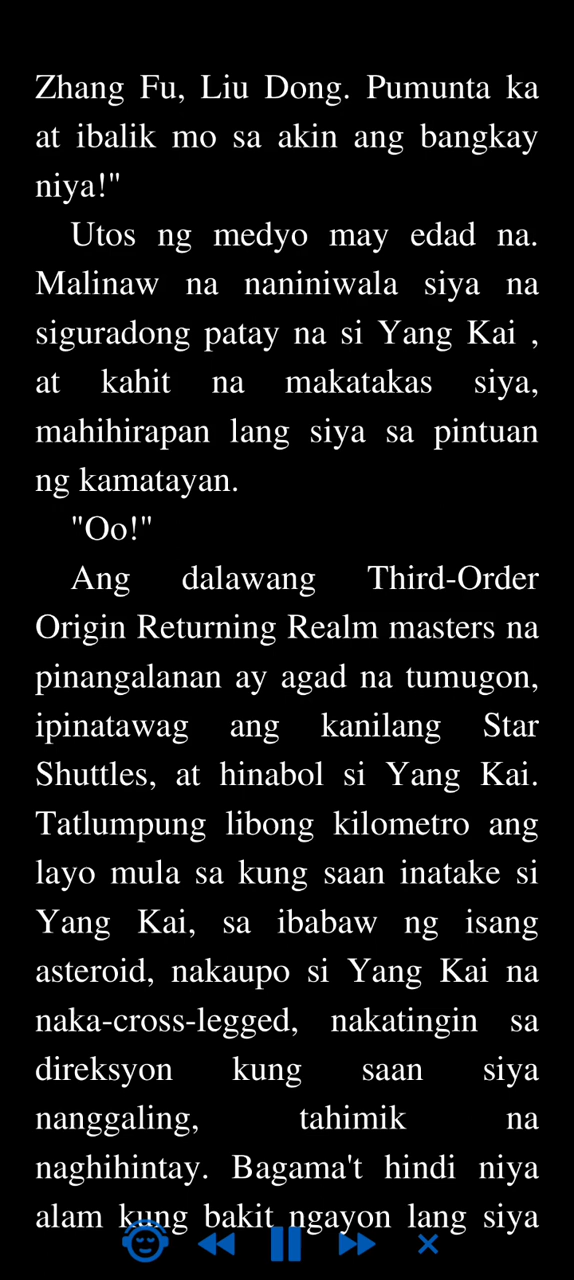 Zhang Fu, Liu Dong. Pumunta ka
at ibalik mo sa akin ang bangkay
niya!"
Utos ng medyo may edad na.
Malinaw na naniniwala siya na
siguradong patay na si Yang Kai ,
at kahit na makatakas siya,
mahihirapan lang siya sa pintuan
ng kamatayan.
"Oo!"
Ang dalawang Third-Order
Origin Returning Realm masters na
pinangalanan ay agad na tumugon,
ipinatawag ang kanilang Star
Shuttles, at hinabol si Yang Kai.
Tatlumpung libong kilometro ang
layo mula sa kung saan inatake si
Yang Kai, sa ibabaw ng isang
asteroid, nakaupo si Yang Kai na
naka-cross-legged, nakatingin sa
direksyon kung saan siya
nanggaling, tahimik na
naghihintay. Bagama't hindi niya
alam kung bakit ngayon lang siya